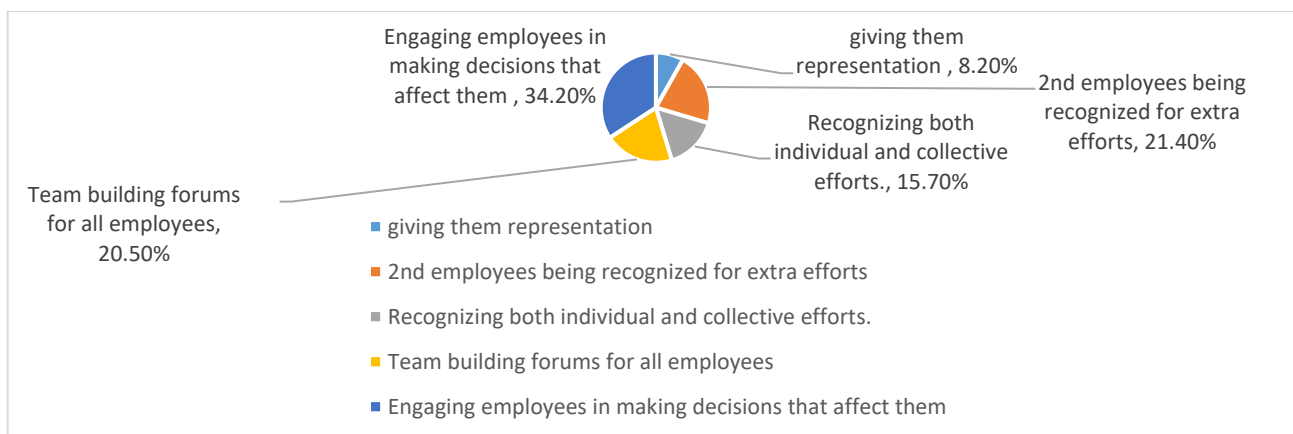 Engaging employees in
making decisions that
affect them , 34.20%
giving them
representation , 8.20%
2nd employees being
recognized for extra
efforts, 21.40%
Recognizing both
individual and collective
efforts., 15.70%
Team building forums
for all employees,
20.50%
giving them representation
2nd employees being recognized for extra efforts
Recognizing both individual and collective efforts.
Team building forums for all employees
Engaging employees in making decisions that affect them